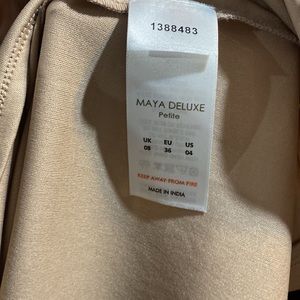 1388483
MAYA DELUXE
Petite
UK EU US
08 36 04
KEEP AWAY FROM FIRE
MADE IN INDIA